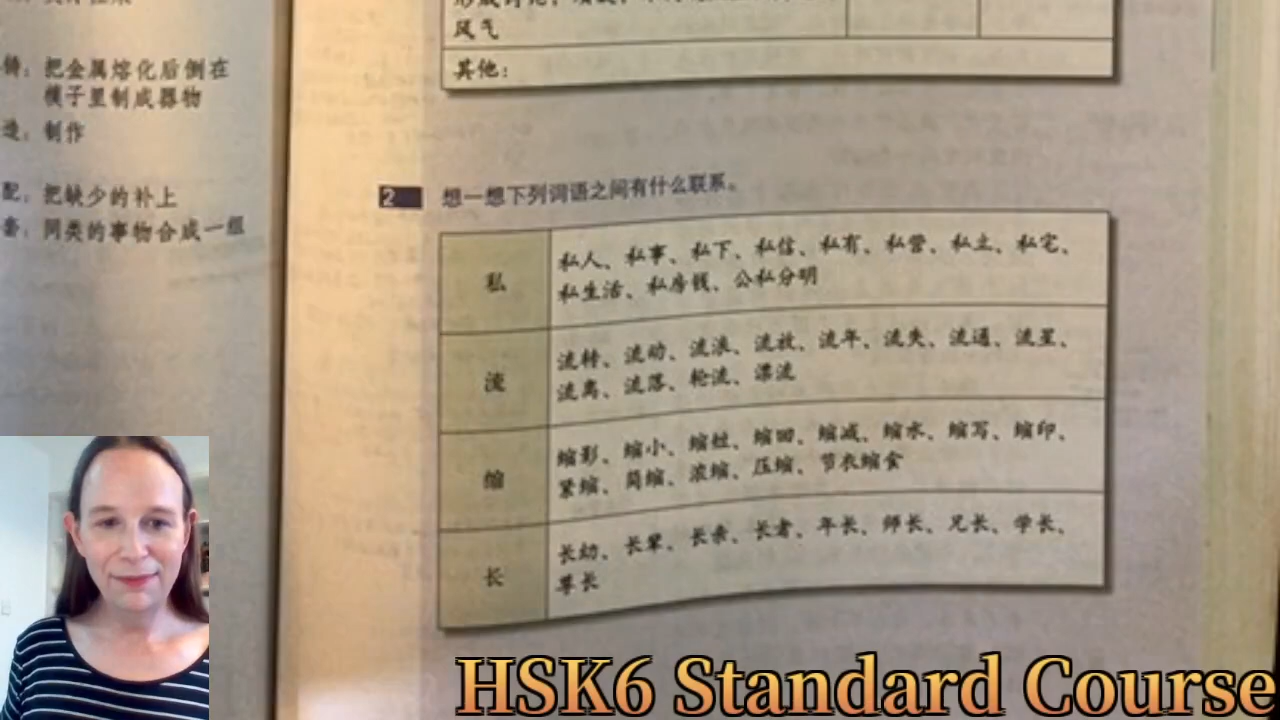 铸：把金属熔化后倒在
模子里制成器物
造：制作
配：把缺少的补上
套：同类的事物合成一组
风气
其他：
2 想一想下列词语之间有什么联系。
私
私人、私事、私下、私信、私有、私营、私立、私宅、
私生活、私房钱、公私分明
流
流转、流动、流浪、流放、流年、流失、流通、流星、
流离、流落、轮流、漂流
缩
缩影、缩小、缩短、缩回、缩减、缩水、缩写、缩印、
紧缩、简缩、浓缩、压缩、节衣缩食
长
长幼、长辈、长亲、长者、年长、师长、兄长、学长、
尊长
HSK6 Standard Course